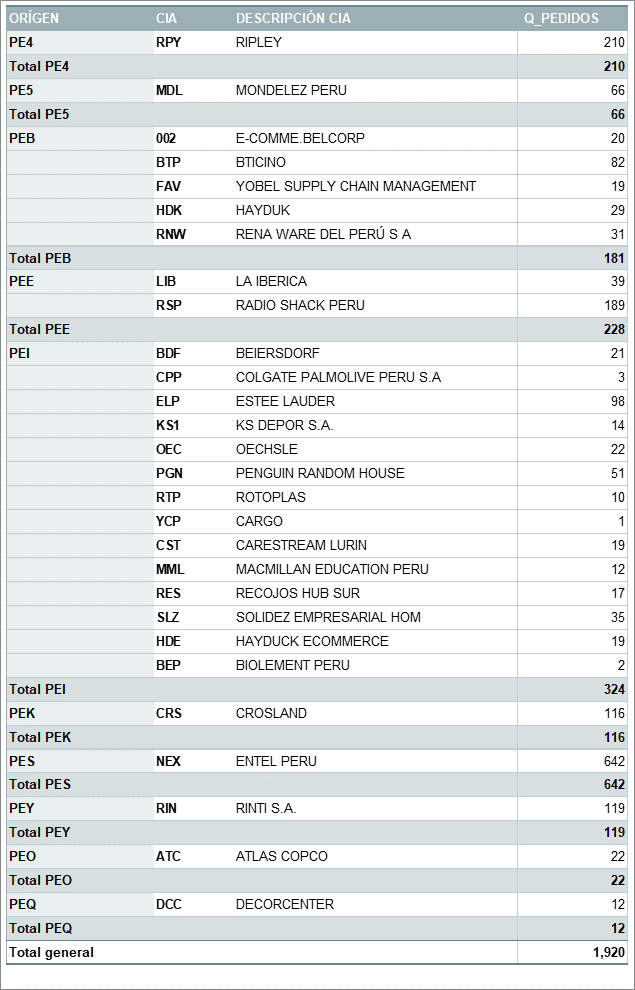 ORÍGEN CIA DESCRIPCIÓN CIA Q_PEDIDOS
PE4 RPY RIPLEY 210
Total PE4 210
PE5 MDL MONDELEZ PERU 66
Total PE5 66
PEB 002 E-COMME.BELCORP 20
BTP BTICINO 82
FAV YOBEL SUPPLY CHAIN MANAGEMENT 19
HDK HAYDUK 29
RNW RENA WARE DEL PERÚ S A 31
Total PEB 181
PEE LIB LA IBERICA 39
RSP RADIO SHACK PERU 189
Total PEE 228
PEI BDF BEIERSDORF 21
CPP COLGATE PALMOLIVE PERU S.A 3
ELP ESTEE LAUDER 98
KS1 KS DEPOR S.A. 14
OEC OECHSLE 22
PGN PENGUIN RANDOM HOUSE 51
RTP ROTOPLAS 10
YCP CARGO 1
CST CARESTREAM LURIN 19
MML MACMILLAN EDUCATION PERU 12
RES RECOJOS HUB SUR 17
SLZ SOLIDEZ EMPRESARIAL HOM 35
HDE HAYDUCK ECOMMERCE 19
BEP BIOLEMENT PERU 2
Total PEI 324
PEK CRS CROSLAND 116
Total PEK 116
PES NEX ENTEL PERU 642
Total PES 642
PEY RIN RINTI S.A. 119
Total PEY 119
PEO ATC ATLAS COPCO 22
Total PEO 22
PEQ DCC DECORCENTER 12
Total PEQ 12
Total general 1,920